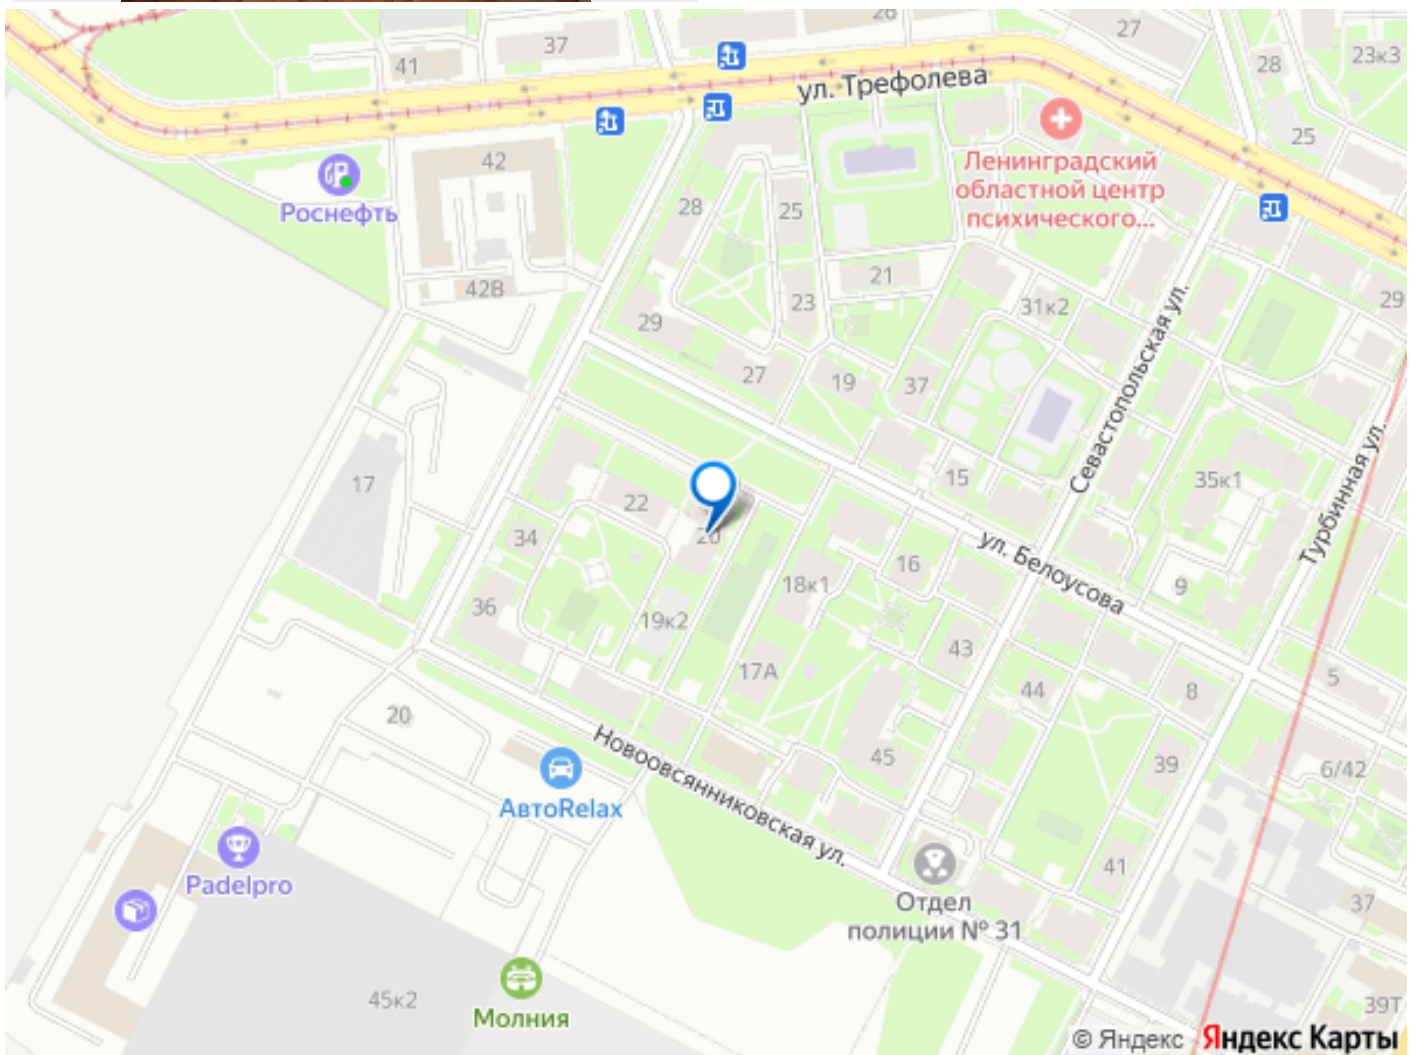 26
27
37
23к3
41
28
ул. Трефолева
25
42
Ленинградский
областной центр
психического...
Роснефть
28
25
21
42В
23
31к2
29
29
Севастопольская ул.
27
19
37
17
15
35к1
Турбинная ул.
22
20
34
ул. Белоусова
16
18к1
9
36
19к2
43
17А
44
8
5
20
Новоовсянниковская ул.
45
39
6/42
АвтоRelax
41
Padelpro
Отдел
полиции № 31
37
45к2
Молния
39Т
© Яндекс Яндекс Карты